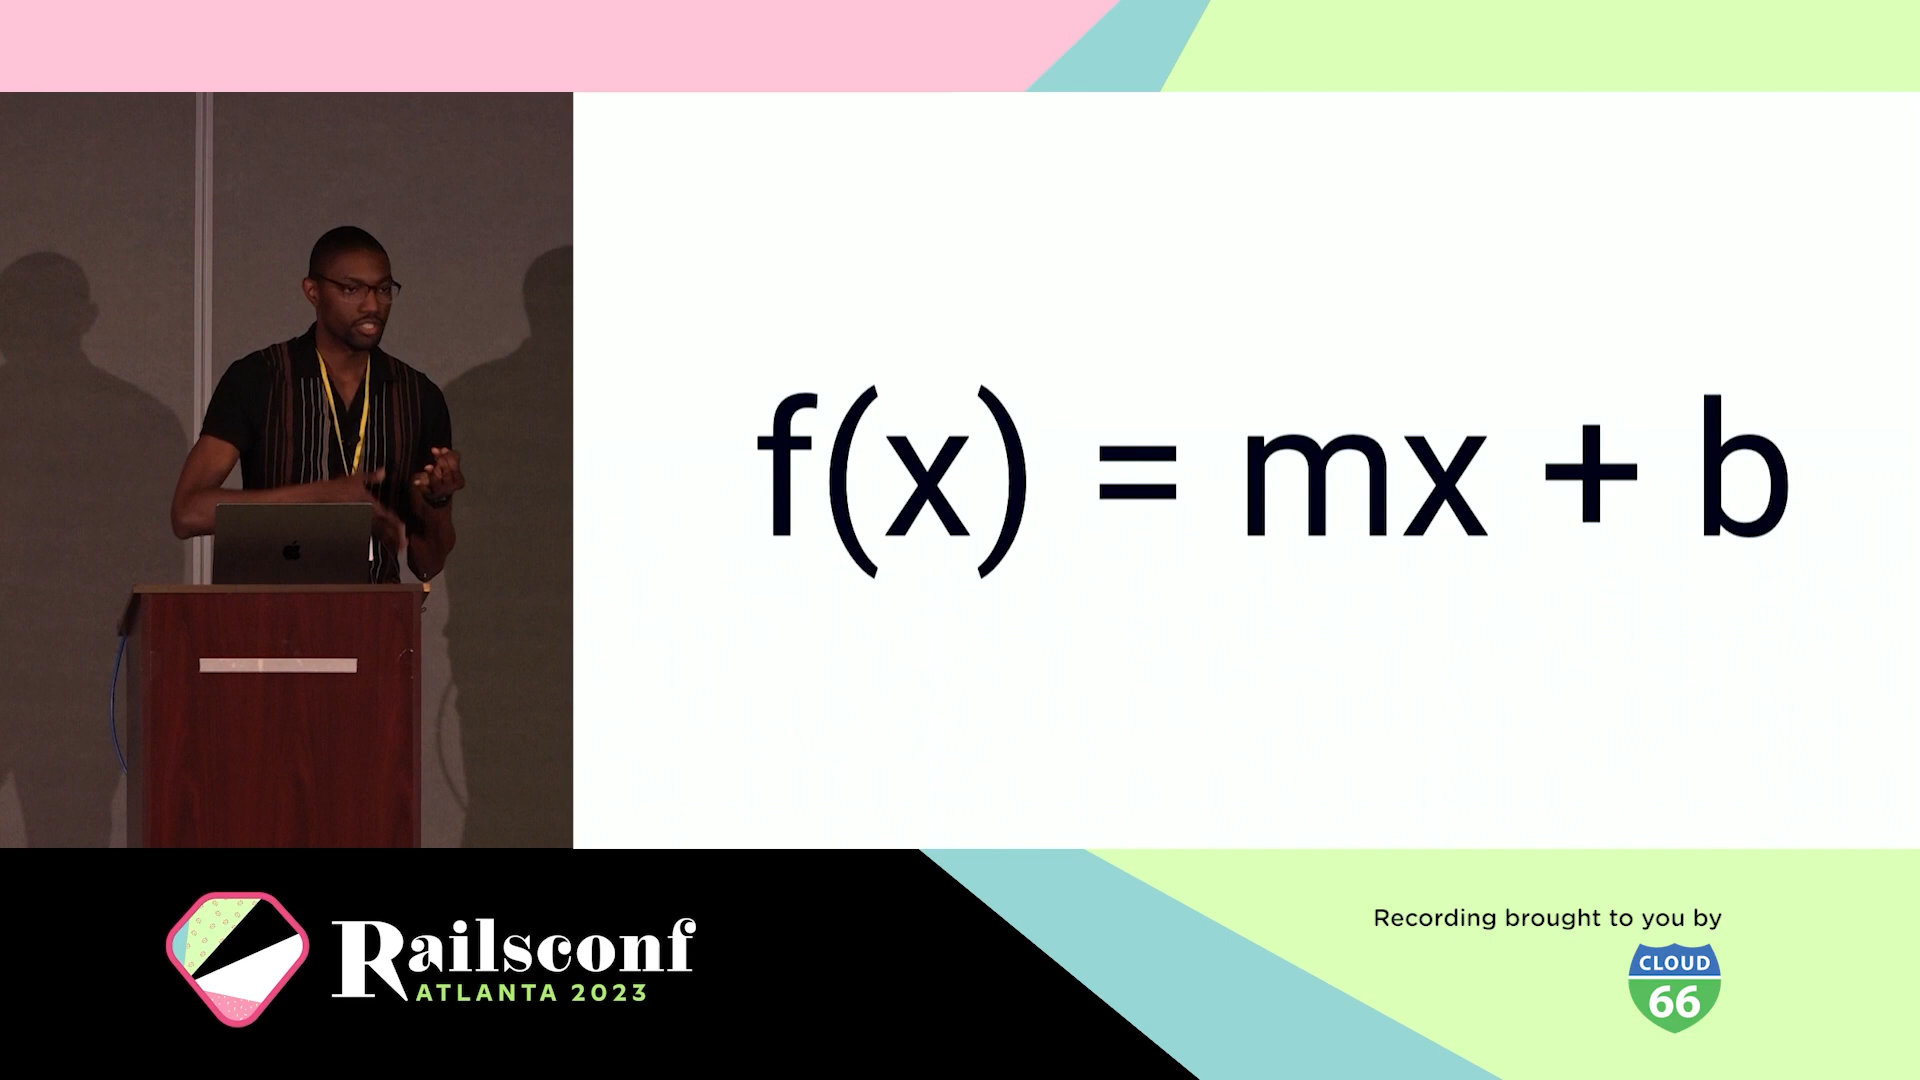 f(x) = mx + b
Railsconf
ATLANTA 2023
Recording brought to you by
CLOUD
66